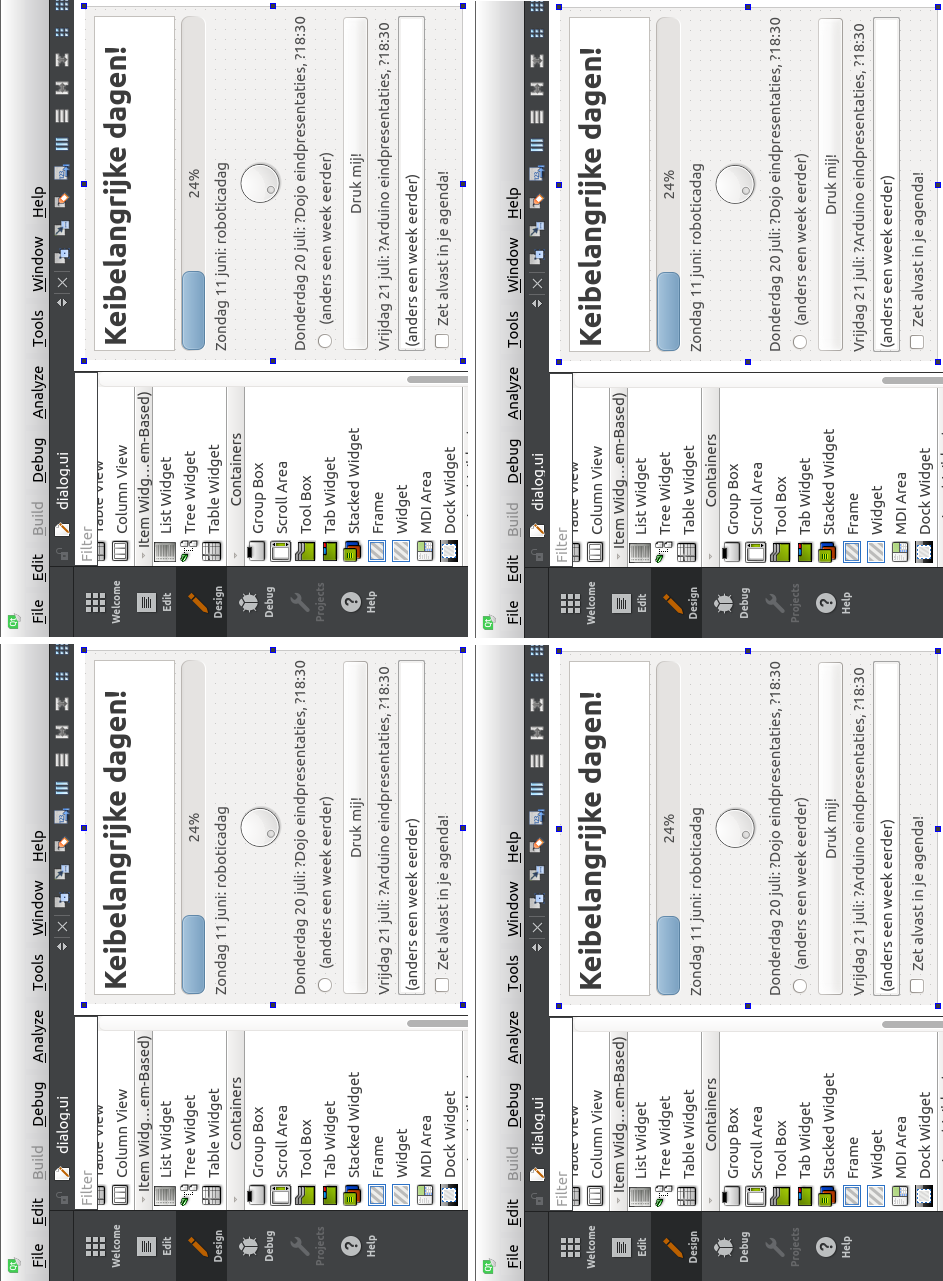 File Edit Build Debug Analyze Tools Window Help
dialog.ui
Welcome
Edit
Design
Debug
Projects
Help
Filter
Column View
Item Widg...em-Based)
List Widget
Tree Widget
Table Widget
Containers
Group Box
Scroll Area
Tool Box
Tab Widget
Stacked Widget
Frame
Widget
MDI Area
Dock Widget
Keibelangrijke dagen!
24%
Zondag 11 juni: roboticadag
Donderdag 20 juli: ?Dojo eindpresentaties, ?18:30
(anders een week eerder)
Druk mij!
Vrijdag 21 juli: ?Arduino eindpresentaties, ?18:30
(anders een week eerder)
Zet alvast in je agenda!
File Edit Build Debug Analyze Tools Window Help
dialog.ui
Welcome
Edit
Design
Debug
Projects
Help
Filter
Column View
Item Widg...em-Based)
List Widget
Tree Widget
Table Widget
Containers
Group Box
Scroll Area
Tool Box
Tab Widget
Stacked Widget
Frame
Widget
MDI Area
Dock Widget
Keibelangrijke dagen!
24%
Zondag 11 juni: roboticadag
Donderdag 20 juli: ?Dojo eindpresentaties, ?18:30
(anders een week eerder)
Druk mij!
Vrijdag 21 juli: ?Arduino eindpresentaties, ?18:30
(anders een week eerder)
Zet alvast in je agenda!
File Edit Build Debug Analyze Tools Window Help
dialog.ui
Welcome
Edit
Design
Debug
Projects
Help
Filter
Column View
Item Widg...em-Based)
List Widget
Tree Widget
Table Widget
Containers
Group Box
Scroll Area
Tool Box
Tab Widget
Stacked Widget
Frame
Widget
MDI Area
Dock Widget
Keibelangrijke dagen!
24%
Zondag 11 juni: roboticadag
Donderdag 20 juli: ?Dojo eindpresentaties, ?18:30
(anders een week eerder)
Druk mij!
Vrijdag 21 juli: ?Arduino eindpresentaties, ?18:30
(anders een week eerder)
Zet alvast in je agenda!
File Edit Build Debug Analyze Tools Window Help
dialog.ui
Welcome
Edit
Design
Debug
Projects
Help
Filter
Column View
Item Widg...em-Based)
List Widget
Tree Widget
Table Widget
Containers
Group Box
Scroll Area
Tool Box
Tab Widget
Stacked Widget
Frame
Widget
MDI Area
Dock Widget
Keibelangrijke dagen!
24%
Zondag 11 juni: roboticadag
Donderdag 20 juli: ?Dojo eindpresentaties, ?18:30
(anders een week eerder)
Druk mij!
Vrijdag 21 juli: ?Arduino eindpresentaties, ?18:30
(anders een week eerder)
Zet alvast in je agenda!